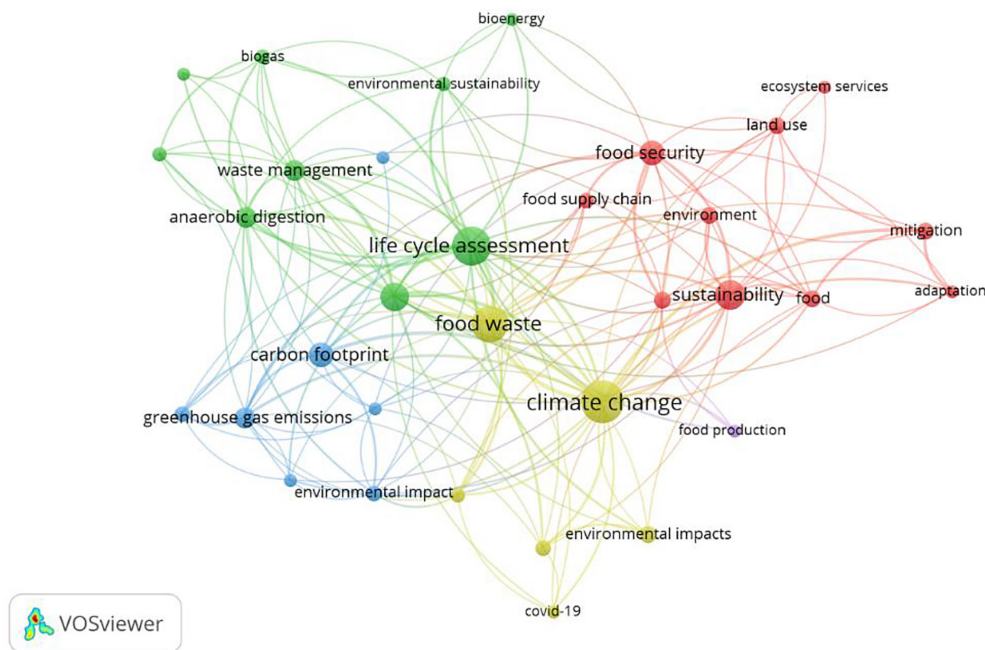 bioenergy
biogas
environmental sustainability
ecosystem services
land use
food security
waste management
food supply chain
anaerobic digestion
environment
mitigation
life cycle assessment
adaptation
sustainability
food
food waste
carbon footprint
climate change
greenhouse gas emissions
food production
environmental impact
environmental impacts
covid-19
VOSviewer